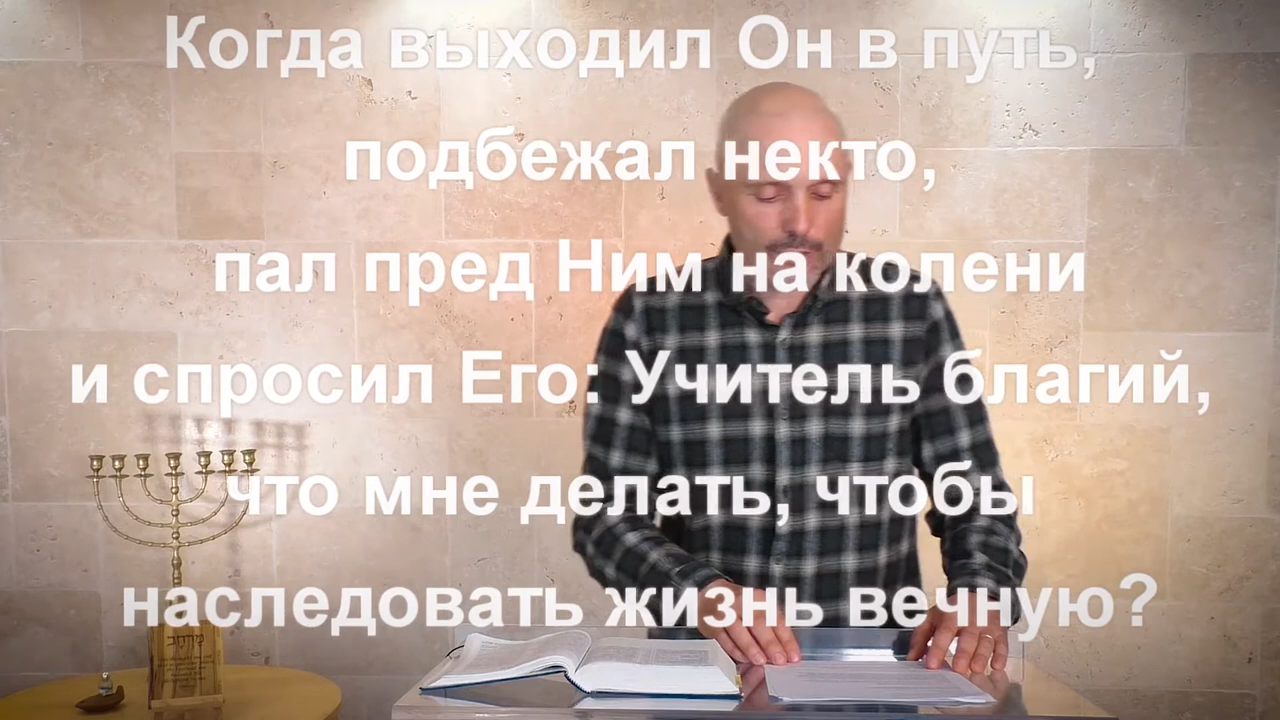 Когда выходил Он в путь,
подбежал некто,
пал пред Ним на колени
и спросил Его: Учитель благий,
что мне делать, чтобы
наследовать жизнь вечную?